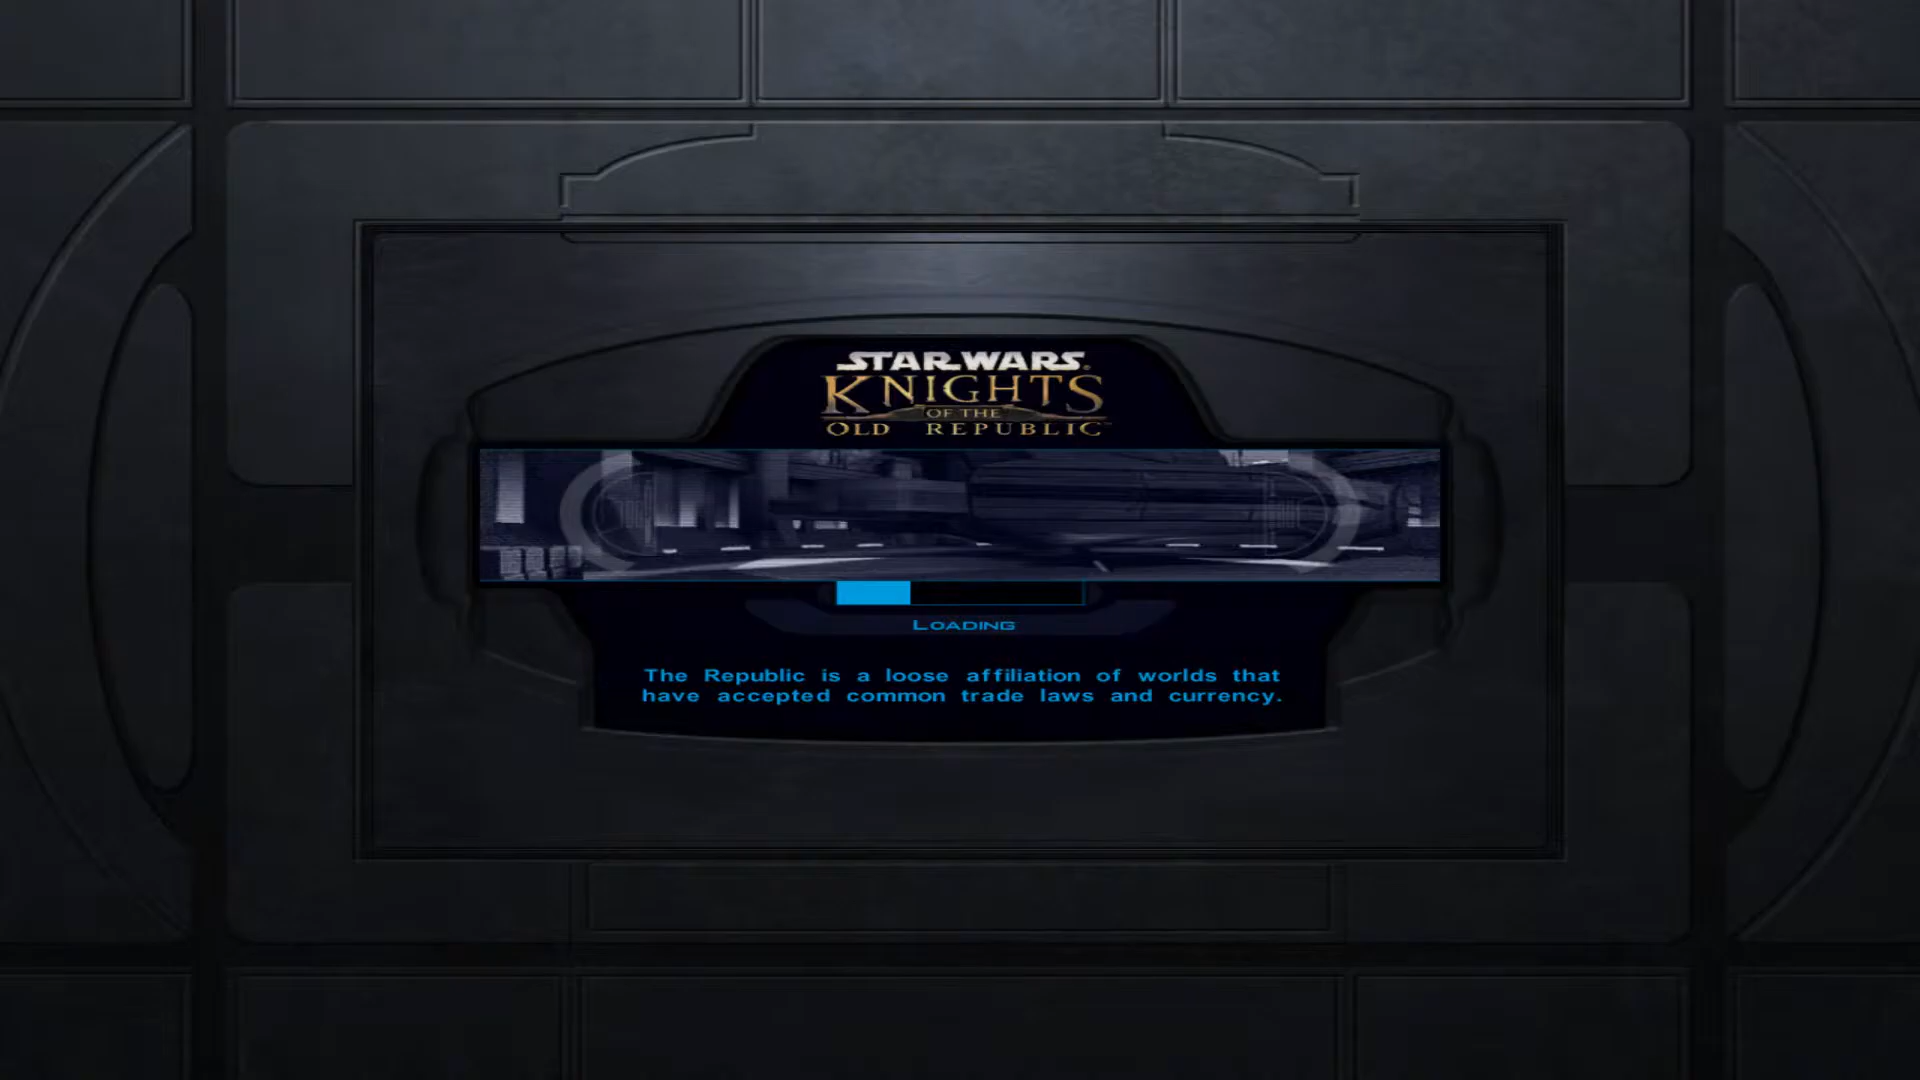 STAR WARS
KNIGHTS
OF THE
OLD REPUBLIC™
LOADING
The Republic is a loose affiliation of worlds that
have accepted common trade laws and currency.